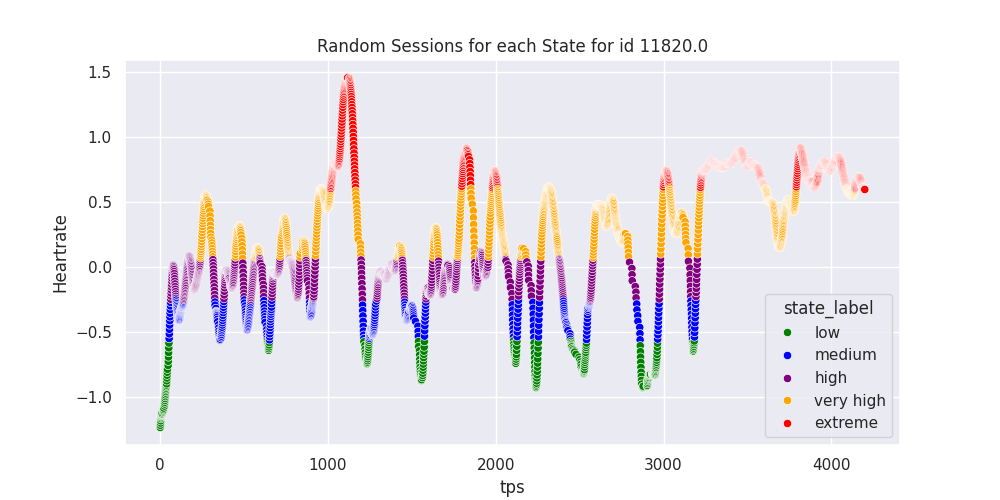 Random Sessions for each State for id 11820.0
1.5
1.0
0.5
0.0
−0.5
−1.0
Heartrate
0
1000
2000
3000
4000
tps
state_label
low
medium
high
very high
extreme